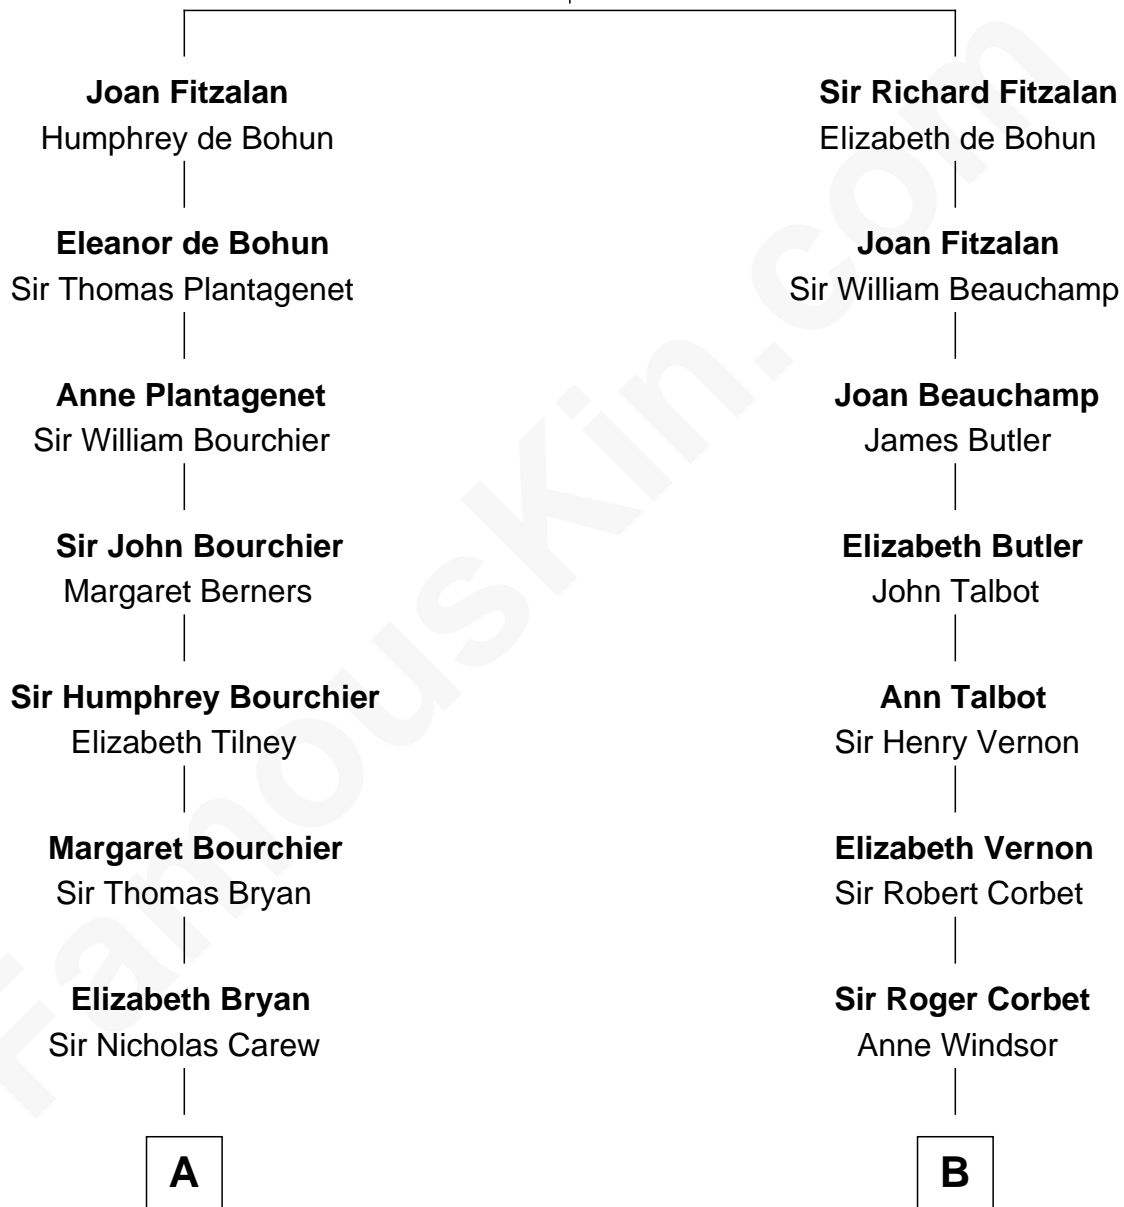 Joan Fitzalan
Humphrey de Bohun
Eleanor de Bohun
Sir Thomas Plantagenet
Anne Plantagenet
Sir William Bourchier
Sir John Bourchier
Margaret Berners
Sir Humphrey Bourchier
Elizabeth Tilney
Margaret Bourchier
Sir Thomas Bryan
Elizabeth Bryan
Sir Nicholas Carew
A
Sir Richard Fitzalan
Elizabeth de Bohun
Joan Fitzalan
Sir William Beauchamp
Joan Beauchamp
James Butler
Elizabeth Butler
John Talbot
Ann Talbot
Sir Henry Vernon
Elizabeth Vernon
Sir Robert Corbet
Sir Roger Corbet
Anne Windsor
B
FamousKin.com